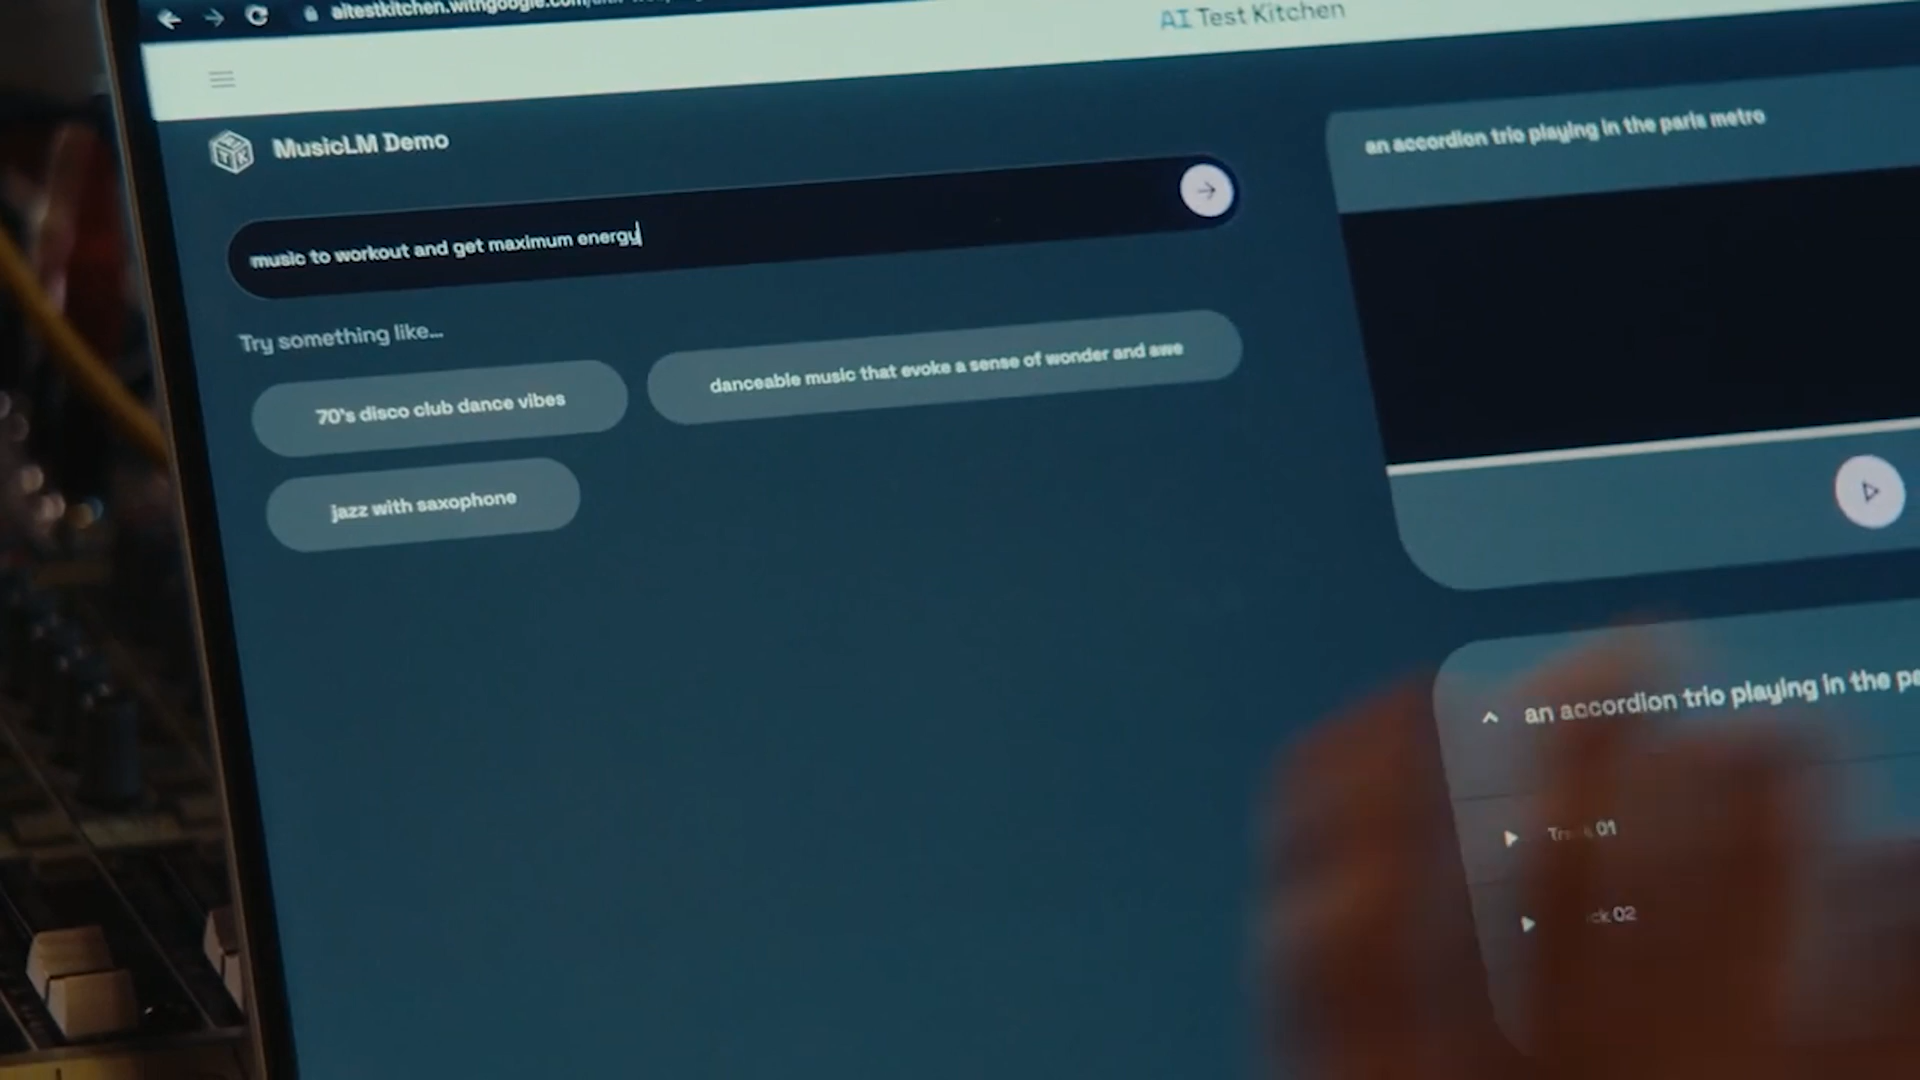 aitestkitchen.withgoogle.com/
AI Test Kitchen
MusicLM Demo
music to workout and get maximum energy
Try something like...
70's disco club dance vibes
danceable music that evoke a sense of wonder and awe
jazz with saxophone
an accordion trio playing in the paris metro
an accordion trio playing in the
01
02